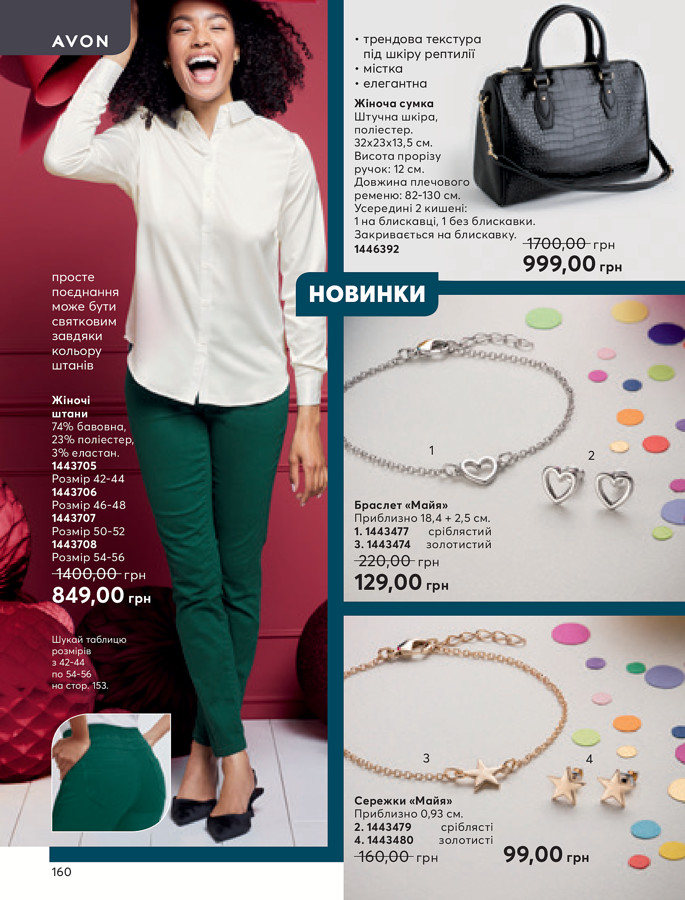 AVON
• трендова текстура
під шкіру рептилії
• містка
• елегантна
Жіноча сумка
Штучна шкіра,
поліестер.
32х23х13,5 см.
Висота прорізу
ручок: 12 см.
Довжина плечового
ременю: 82-130 см.
Усередині 2 кишені:
1 на блискавці, 1 без блискавки.
Закривається на блискавку.
1446392
1700,00 грн
999,00 грн
просте
поєднання
може бути
святковим
завдяки
кольору
штанів
Жіночі
штани
74% бавовна,
23% поліестер,
3% еластан.
1443705
Розмір 42-44
1443706
Розмір 46-48
1443707
Розмір 50-52
1443708
Розмір 54-56
1400,00 грн
849,00 грн
Шукай таблицю
розмірів
з 42-44
по 54-56
на стор. 153.
НОВИНКИ
1
2
Браслет «Майя»
Приблизно 18,4 + 2,5 см.
1. 1443477 сріблястий
3. 1443474 золотистий
220,00 грн
129,00 грн
3
4
Сережки «Майя»
Приблизно 0,93 см.
2. 1443479 сріблясті
4. 1443480 золотисті
160,00 грн
99,00 грн
160